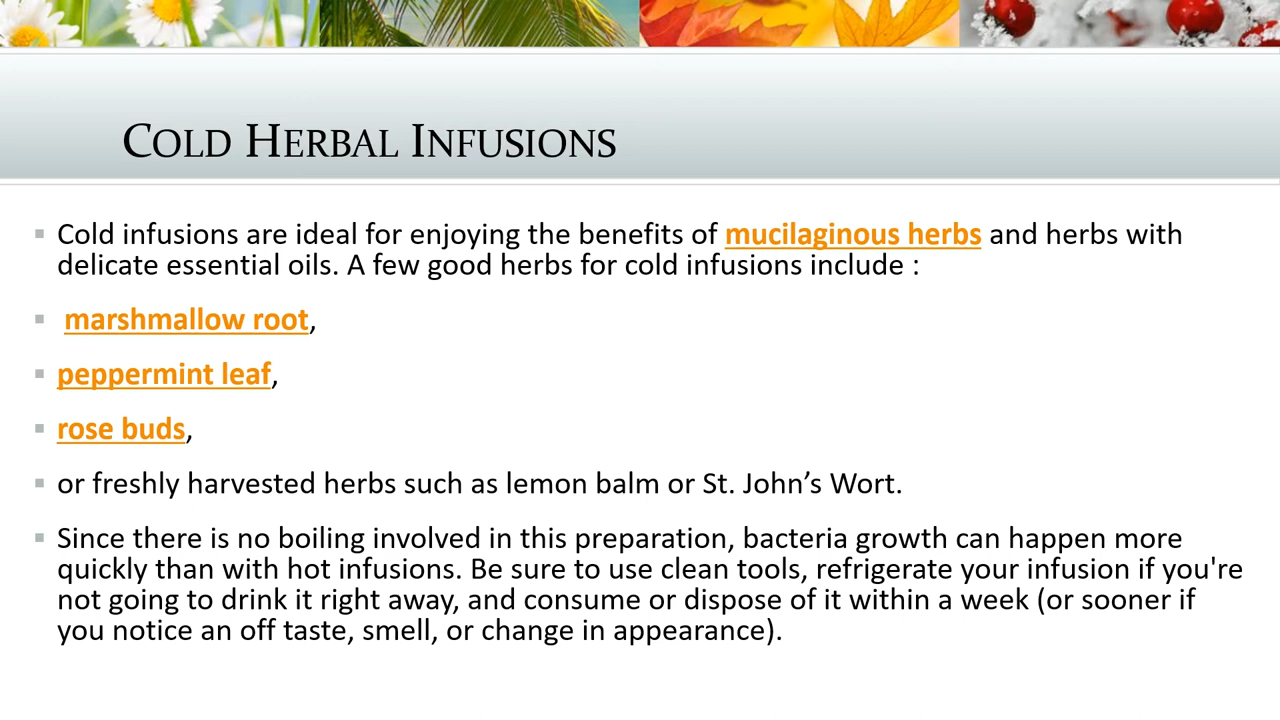 Cold Herbal Infusions
▪ Cold infusions are ideal for enjoying the benefits of mucilaginous herbs and herbs with
delicate essential oils. A few good herbs for cold infusions include :
▪ marshmallow root,
▪ peppermint leaf,
▪ rose buds,
▪ or freshly harvested herbs such as lemon balm or St. John’s Wort.
▪ Since there is no boiling involved in this preparation, bacteria growth can happen more
quickly than with hot infusions. Be sure to use clean tools, refrigerate your infusion if you're
not going to drink it right away, and consume or dispose of it within a week (or sooner if
you notice an off taste, smell, or change in appearance).